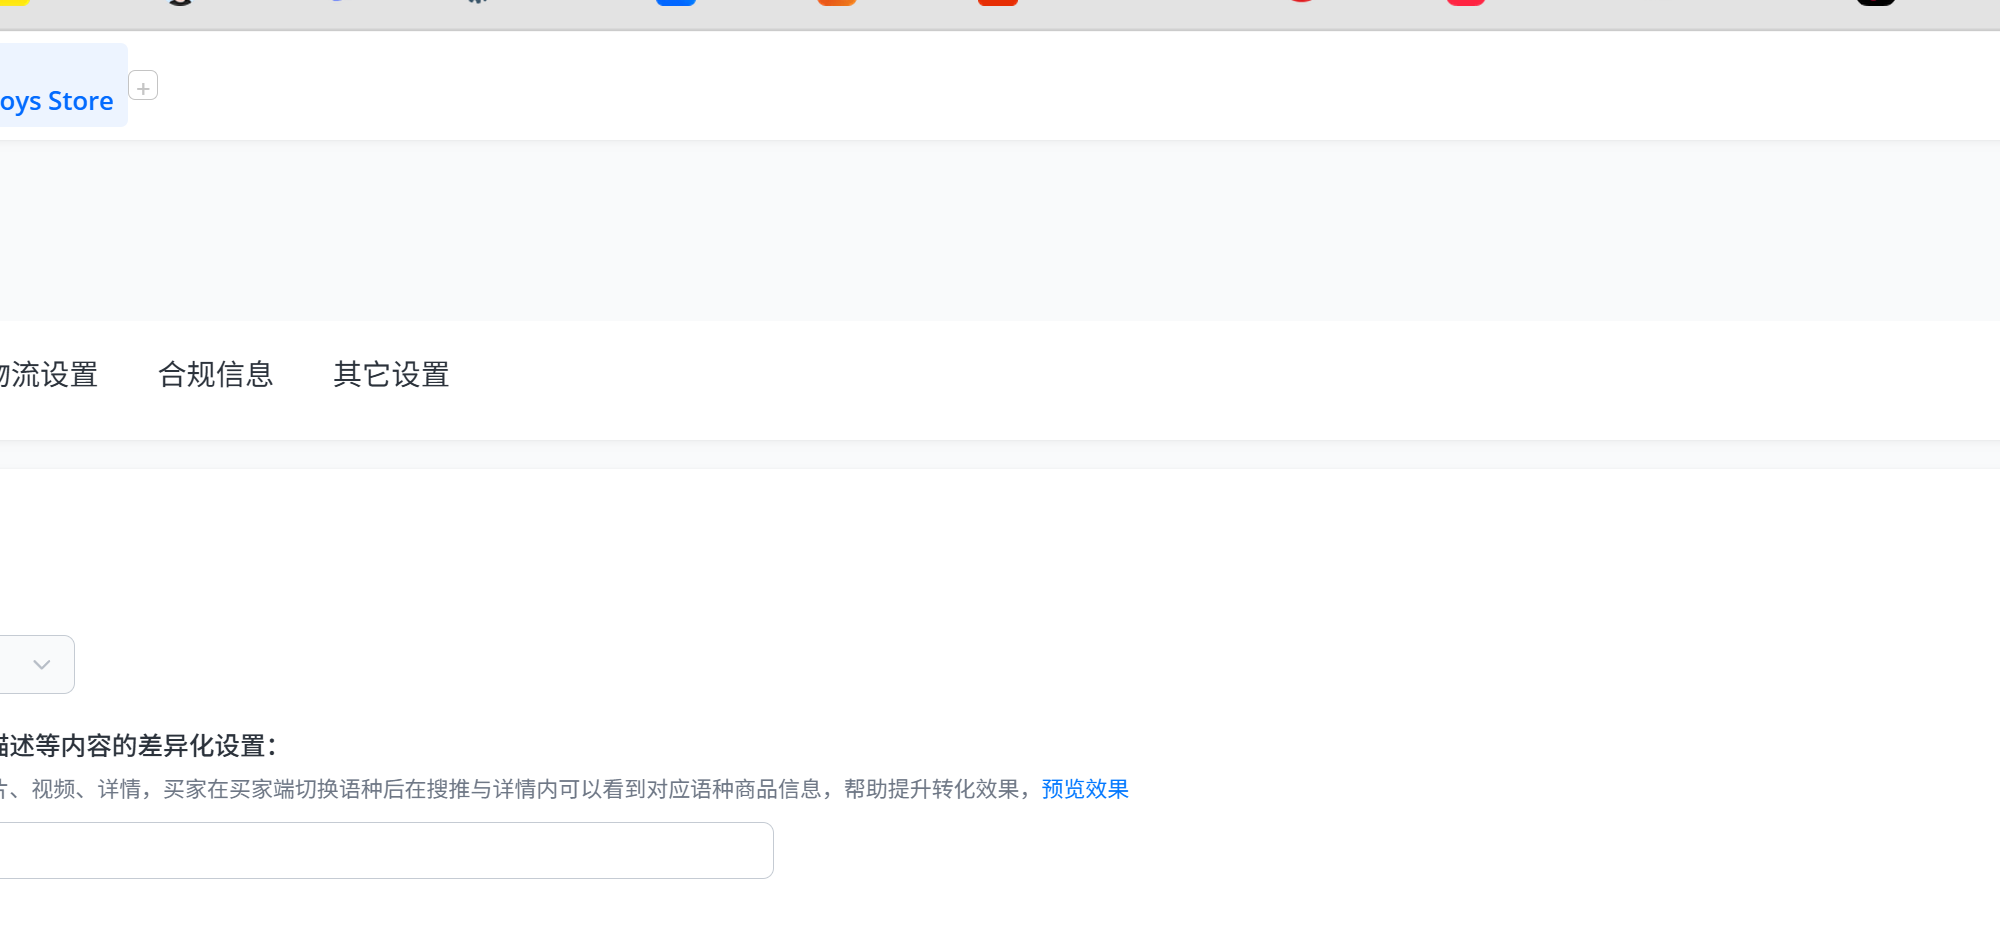 oys Store
物流设置 合规信息 其它设置
描述等内容的差异化设置：
片、视频、详情，买家在买家端切换语种后在搜推与详情内可以看到对应语种商品信息，帮助提升转化效果，预览效果